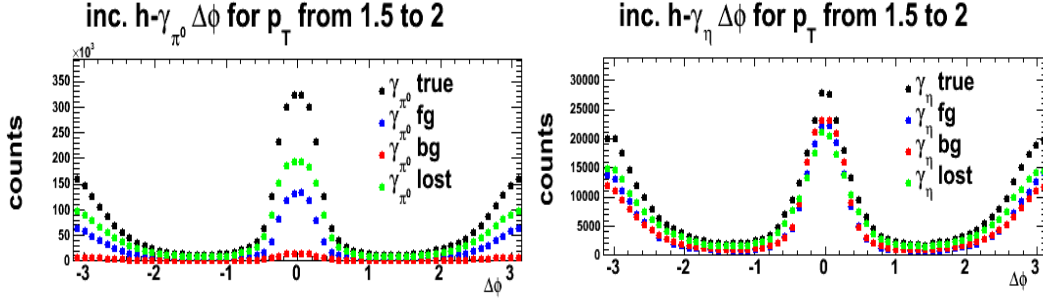 inc. h-γπ⁰ Δϕ for pT from 1.5 to 2
×10³
counts
400
350
300
250
200
150
100
50
0
γπ⁰ true
γπ⁰ fg
γπ⁰ bg
γπ⁰ lost
-3 -2 -1 0 1 2 3
Δϕ
inc. h-γη Δϕ for pT from 1.5 to 2
counts
30000
25000
20000
15000
10000
5000
0
γη true
γη fg
γη bg
γη lost
-3 -2 -1 0 1 2 3
Δϕ